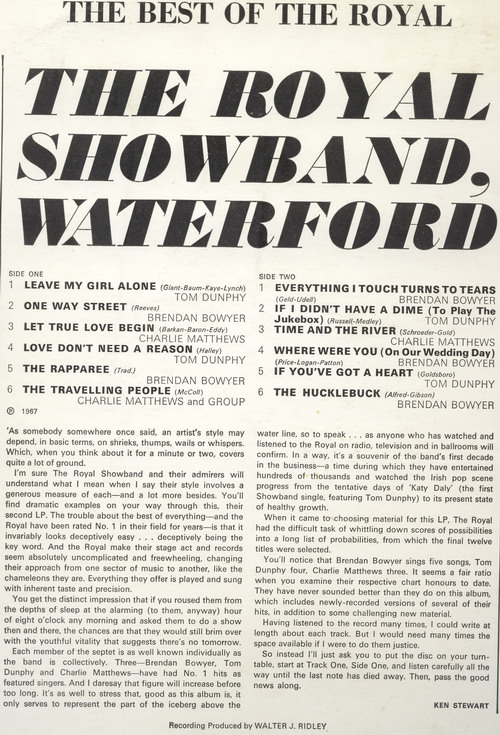 THE BEST OF THE ROYAL
THE ROYAL
SHOWBAND,
WATERFORD
SIDE ONE
1 LEAVE MY GIRL ALONE (Giant-Baum-Kaye-Lynch)
TOM DUNPHY
2 ONE WAY STREET (Reeves)
BRENDAN BOWYER
3 LET TRUE LOVE BEGIN (Barkan-Baron-Eddy)
CHARLIE MATTHEWS
4 LOVE DON'T NEED A REASON (Halley)
TOM DUNPHY
5 THE RAPPAREE (Trad.)
BRENDAN BOWYER
6 THE TRAVELLING PEOPLE (McColl)
CHARLIE MATTHEWS and GROUP
℗ 1967
SIDE TWO
1 EVERYTHING I TOUCH TURNS TO TEARS
(Geld-Udell) BRENDAN BOWYER
2 IF I DIDN'T HAVE A DIME (To Play The
Jukebox) (Russell-Medley) TOM DUNPHY
3 TIME AND THE RIVER (Schroeder-Gold)
CHARLIE MATTHEWS
4 WHERE WERE YOU (On Our Wedding Day)
(Price-Logan-Patton) BRENDAN BOWYER
5 IF YOU'VE GOT A HEART (Goldsboro)
TOM DUNPHY
6 THE HUCKLEBUCK (Alfred-Gibson)
BRENDAN BOWYER
'As somebody somewhere once said, an artist's style may
depend, in basic terms, on shrieks, thumps, wails or whispers.
Which, when you think about it for a minute or two, covers
quite a lot of ground.
I'm sure The Royal Showband and their admirers will
understand what I mean when I say their style involves a
generous measure of each—and a lot more besides. You'll
find dramatic examples on your way through this, their
second LP. The trouble about the best of everything—and the
Royal have been rated No. 1 in their field for years—is that it
invariably looks deceptively easy . . . deceptively being the
key word. And the Royal make their stage act and records
seem absolutely uncomplicated and freewheeling, changing
their approach from one sector of music to another, like the
chameleons they are. Everything they offer is played and sung
with inherent taste and precision.
You get the distinct impression that if you roused them from
the depths of sleep at the alarming (to them, anyway) hour
of eight o'clock any morning and asked them to do a show
then and there, the chances are that they would still brim over
with the youthful vitality that suggests there's no tomorrow.
Each member of the septet is as well known individually as
the band is collectively. Three—Brendan Bowyer, Tom
Dunphy and Charlie Matthews—have had No. 1 hits as
featured singers. And I daresay that figure will increase before
too long. It's as well to stress that, good as this album is, it
only serves to represent the part of the iceberg above the
water line, so to speak . . . as anyone who has watched and
listened to the Royal on radio, television and in ballrooms will
confirm. In a way, it's a souvenir of the band's first decade
in the business—a time during which they have entertained
hundreds of thousands and watched the Irish pop scene
progress from the tentative days of 'Katy Daly' (the first
Showband single, featuring Tom Dunphy) to its present state
of healthy growth.
When it came to choosing material for this LP, The Royal
had the difficult task of whittling down scores of possibilities
into a long list of probabilities, from which the final twelve
titles were selected.
You'll notice that Brendan Bowyer sings five songs, Tom
Dunphy four, Charlie Matthews three. It seems a fair ratio
when you examine their respective chart honours to date.
They have never sounded better than they do on this album,
which includes newly-recorded versions of several of their
hits, in addition to some challenging new material.
Having listened to the record many times, I could write at
length about each track. But I would need many times the
space available if I were to do them justice.
So instead I'll just ask you to put the disc on your turn-
table, start at Track One, Side One, and listen carefully all the
way until the last note has died away. Then, pass the good
news along.
KEN STEWART
Recording Produced by WALTER J. RIDLEY